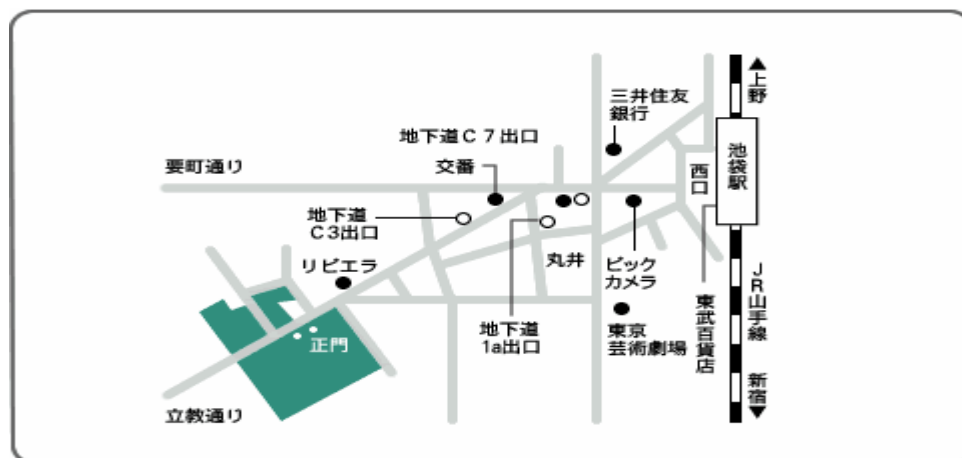 ▲上野
三井住友
銀行
地下道C7出口
池袋駅
要町通り
交番
西口
地下道
C3出口
リビエラ
丸井
ビック
カメラ
JR山手線
東武百貨店
地下道
1a出口
東京
芸術劇場
正門
新宿▼
立教通り